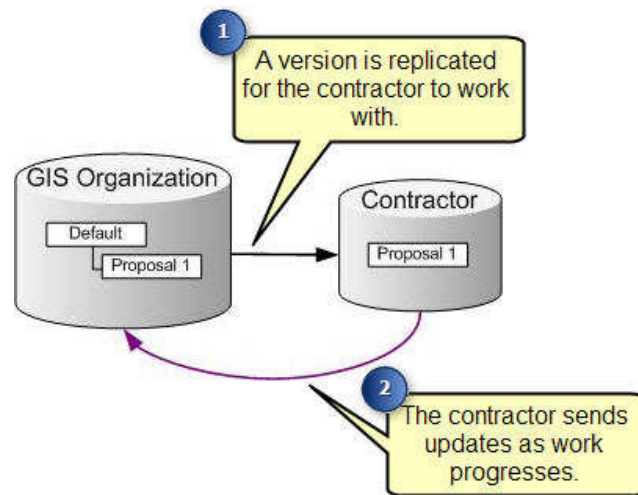 1
A version is replicated
for the contractor to work
with.
GIS Organization
Default
Proposal 1
Contractor
Proposal 1
2
The contractor sends
updates as work
progresses.